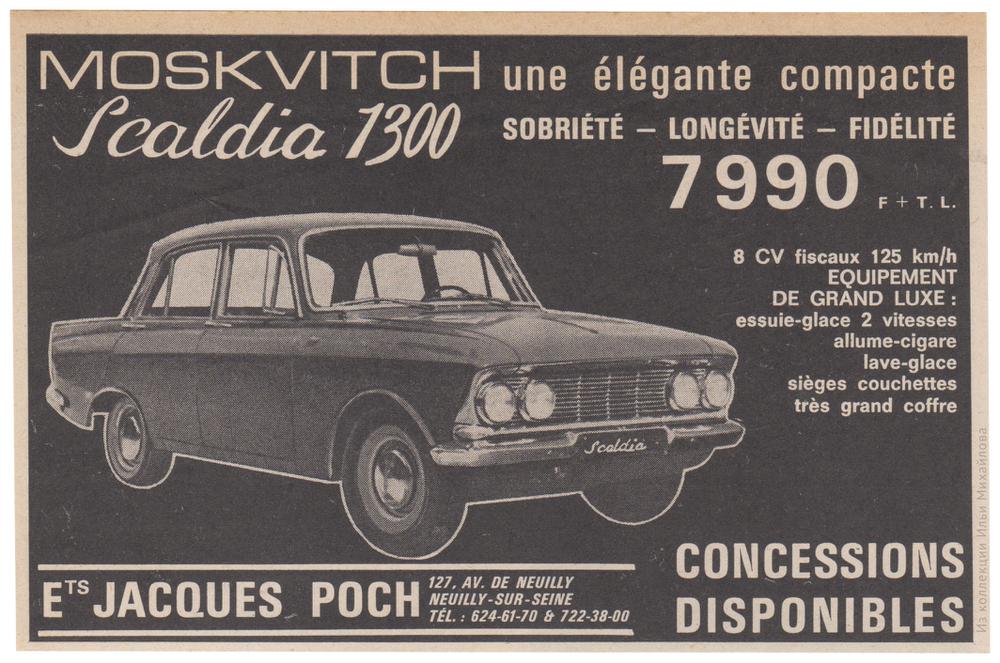 MOSKVITCH
Scaldia 1300
une élégante compacte
SOBRIÉTÉ – LONGÉVITÉ – FIDÉLITÉ
7990 F + T. L.
8 CV fiscaux 125 km/h
EQUIPEMENT
DE GRAND LUXE :
essuie-glace 2 vitesses
allume-cigare
lave-glace
sièges couchettes
très grand coffre
Scaldia
ETS JACQUES POCH
127, AV. DE NEUILLY
NEUILLY-SUR-SEINE
TÉL. : 624-61-70 & 722-38-00
CONCESSIONS
DISPONIBLES
Из коллекции Ильи Михайлова